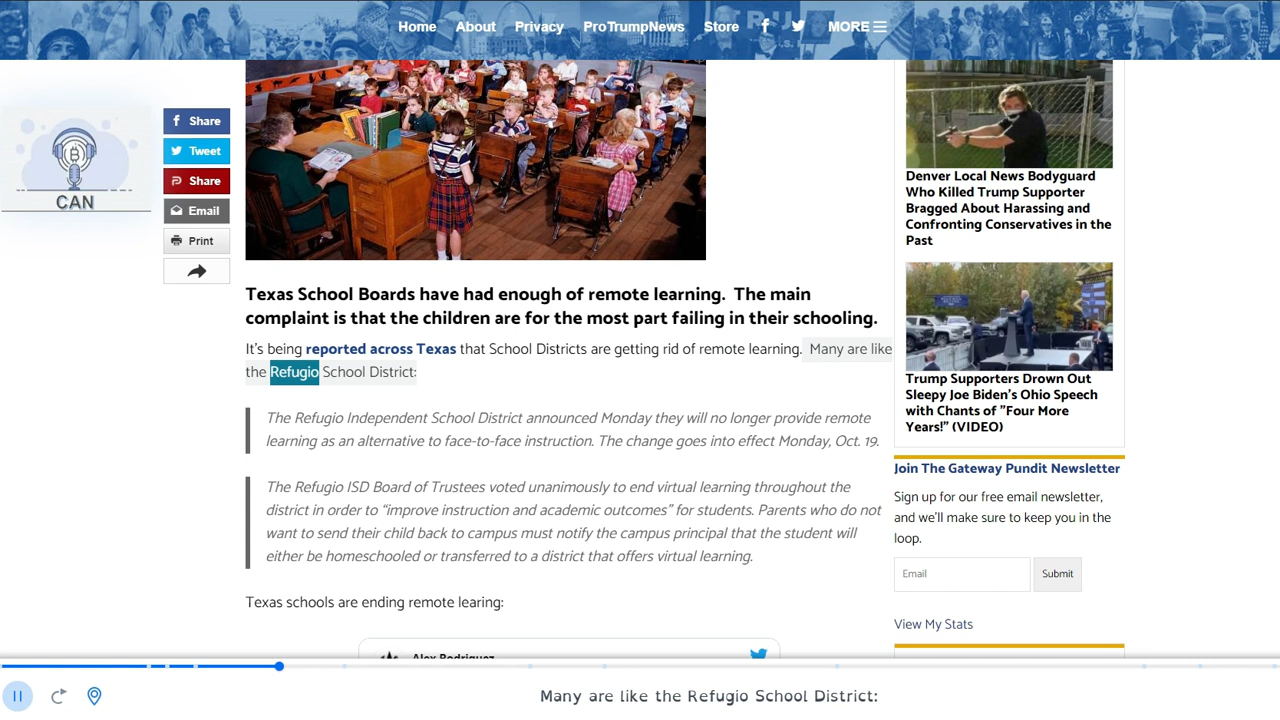 Home About Privacy ProTrumpNews Store MORE
CAN
Share
Tweet
Share
Email
Print
Texas School Boards have had enough of remote learning. The main
complaint is that the children are for the most part failing in their schooling.
It's being reported across Texas that School Districts are getting rid of remote learning. Many are like
the Refugio School District:
The Refugio Independent School District announced Monday they will no longer provide remote
learning as an alternative to face-to-face instruction. The change goes into effect Monday, Oct. 19.
The Refugio ISD Board of Trustees voted unanimously to end virtual learning throughout the
district in order to “improve instruction and academic outcomes” for students. Parents who do not
want to send their child back to campus must notify the campus principal that the student will
either be homeschooled or transferred to a district that offers virtual learning.
Texas schools are ending remote learing:
Alex Rodriguez
Denver Local News Bodyguard
Who Killed Trump Supporter
Bragged About Harassing and
Confronting Conservatives in the
Past
Trump Supporters Drown Out
Sleepy Joe Biden's Ohio Speech
with Chants of "Four More
Years!" (VIDEO)
Join The Gateway Pundit Newsletter
Sign up for our free email newsletter,
and we'll make sure to keep you in the
loop.
Email Submit
View My Stats
Many are like the Refugio School District: